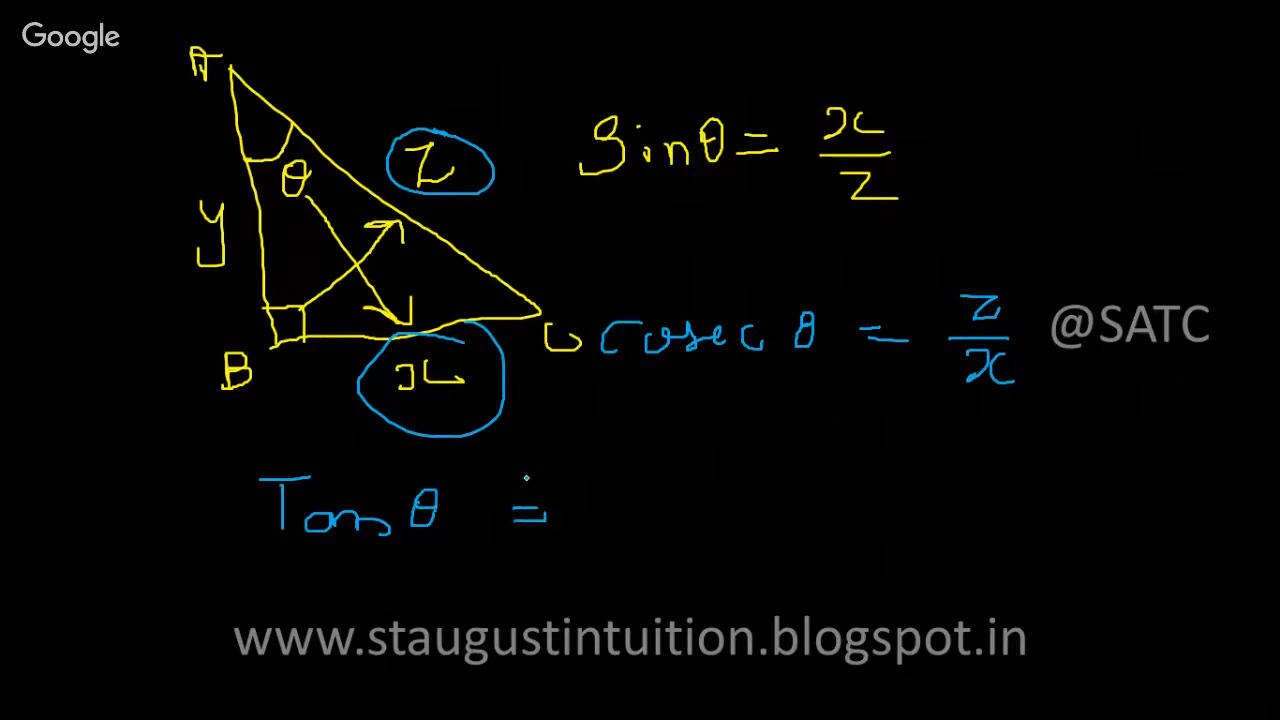 Google
A
Z
Sinθ = x/z
θ
y
@SATC
C
Cosec θ = z/x
B
x
Tan θ =
www.staugustintuition.blogspot.in